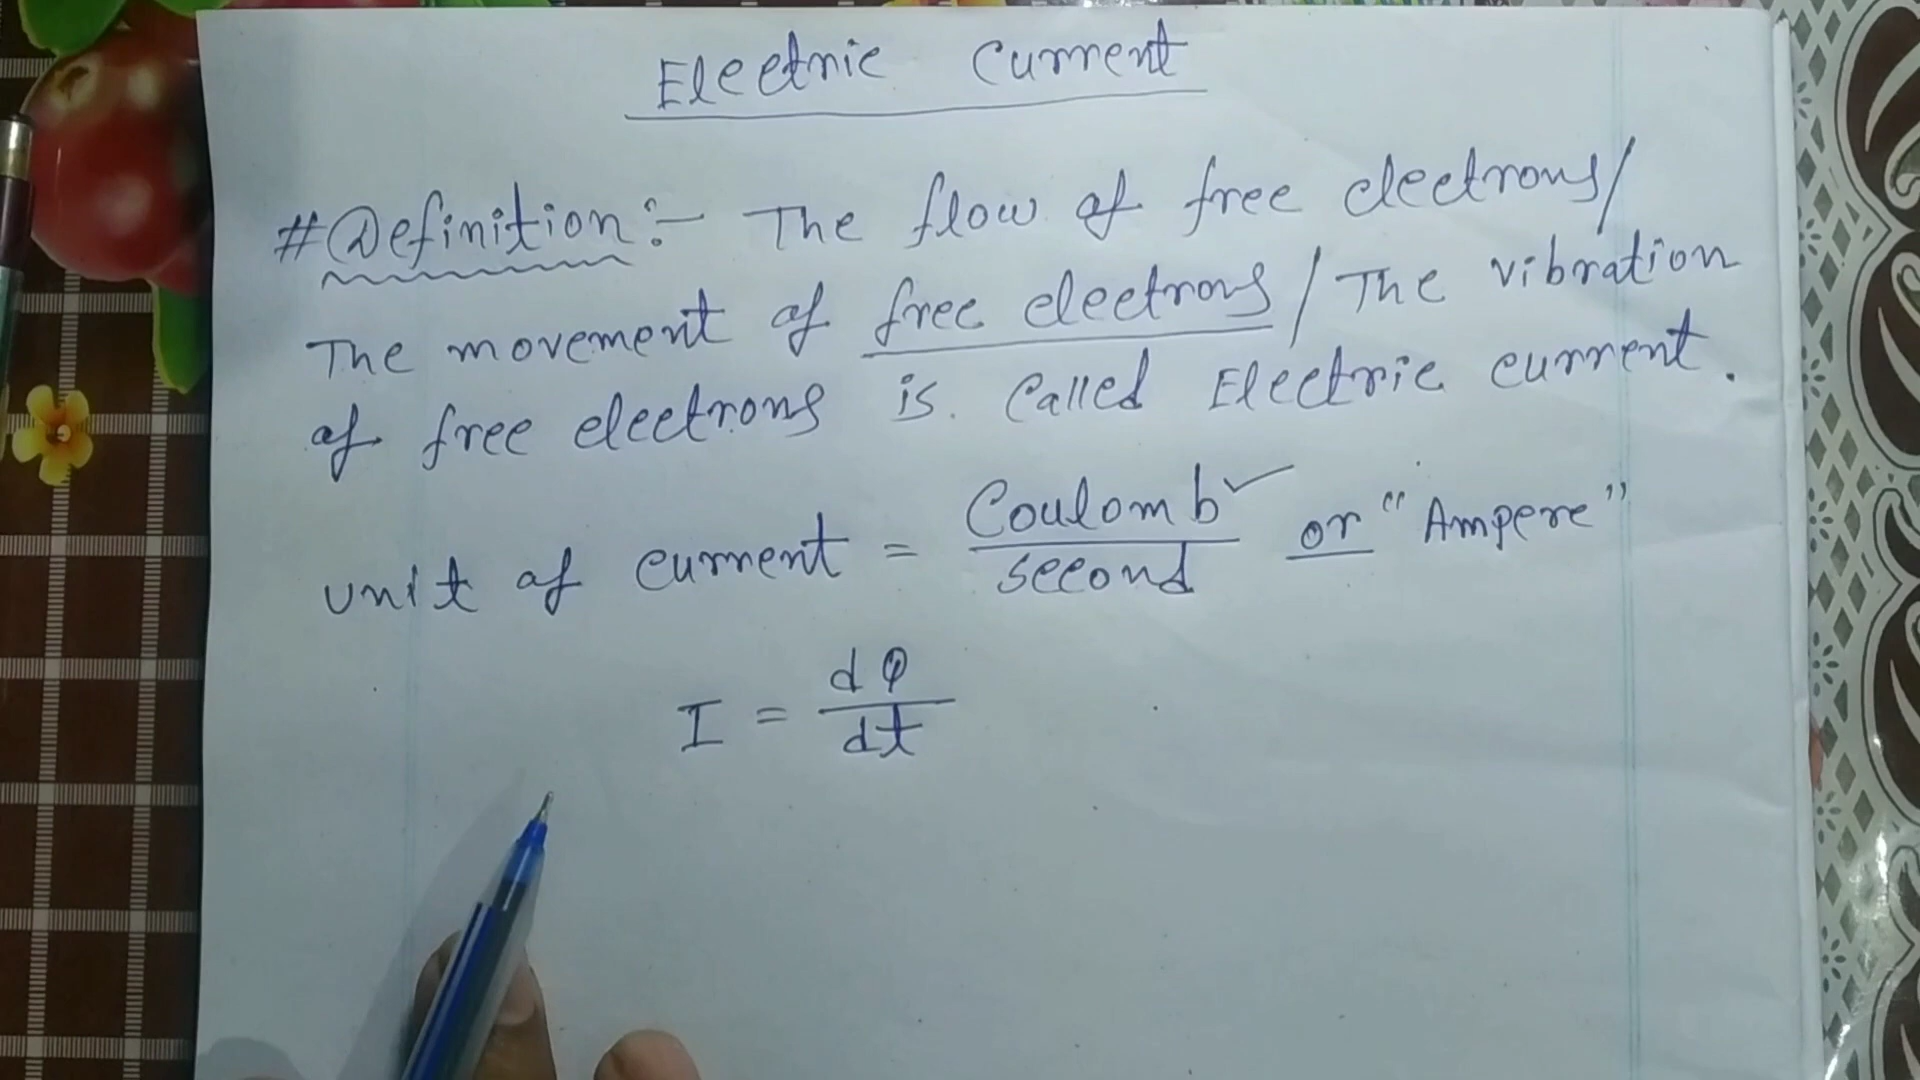 Electric Current
#Definition:- The flow of free electrons/
The movement of free electrons/The vibration
of free electrons is called Electric current.
unit of current = Coulomb/second or "Ampere"
I = dQ/dt